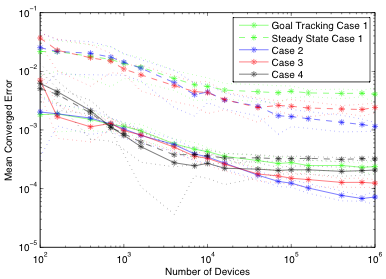 10^−1
10^−2
10^−3
10^−4
10^−5
Mean Converged Error
Goal Tracking Case 1
Steady State Case 1
Case 2
Case 3
Case 4
10^2 10^3 10^4 10^5 10^6
Number of Devices